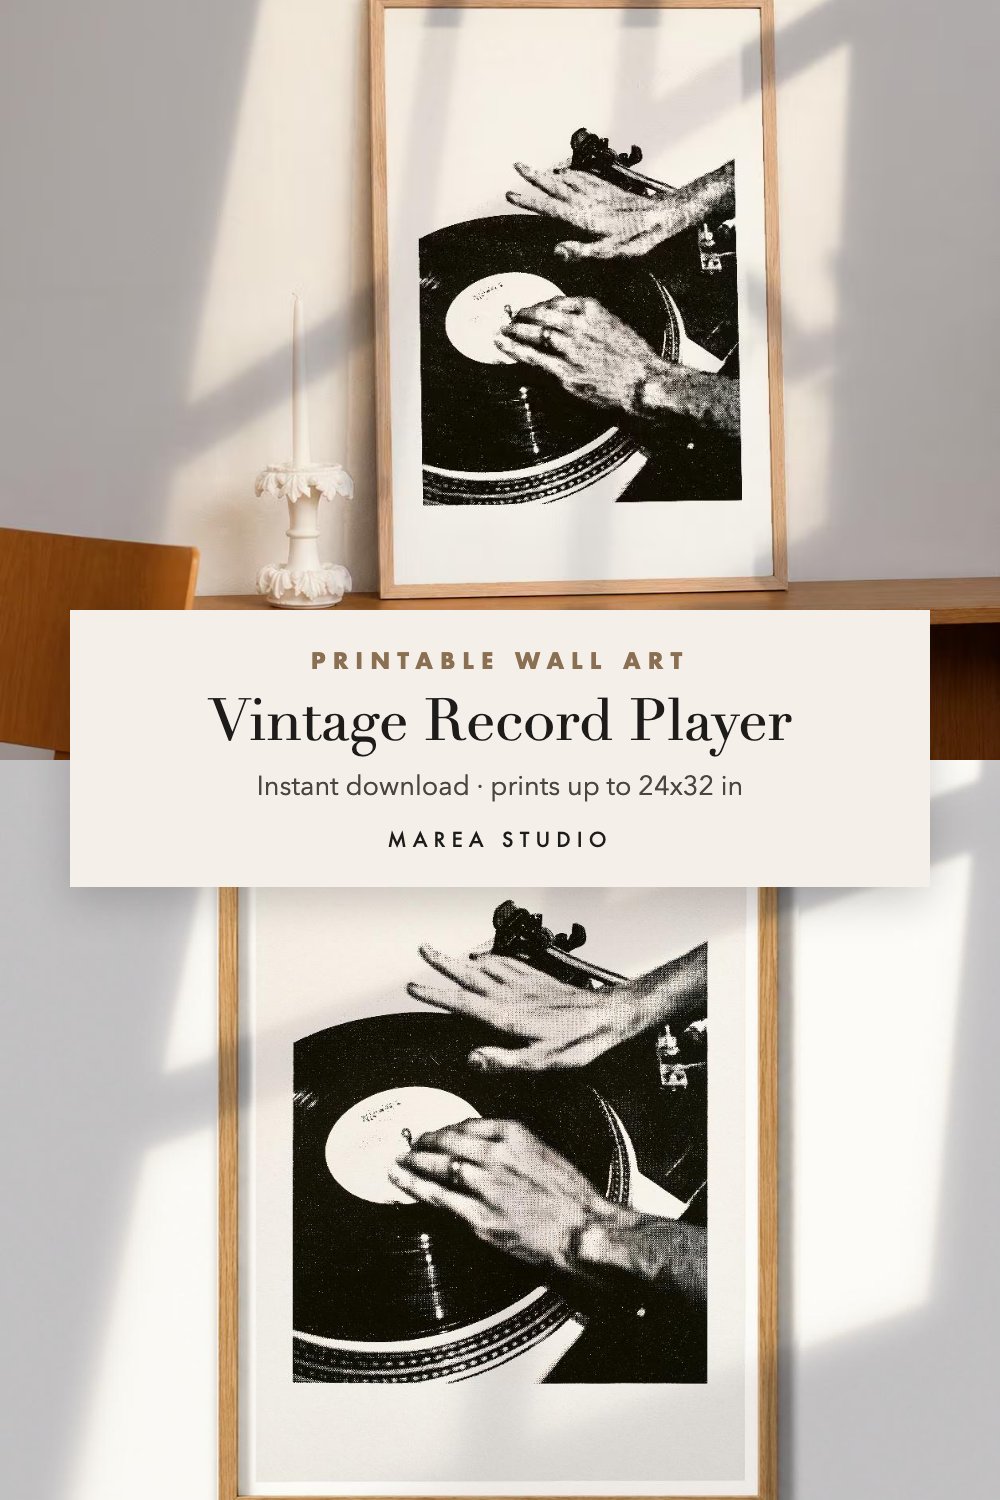 PRINTABLE WALL ART
Vintage Record Player
Instant download · prints up to 24x32 in
MAREA STUDIO